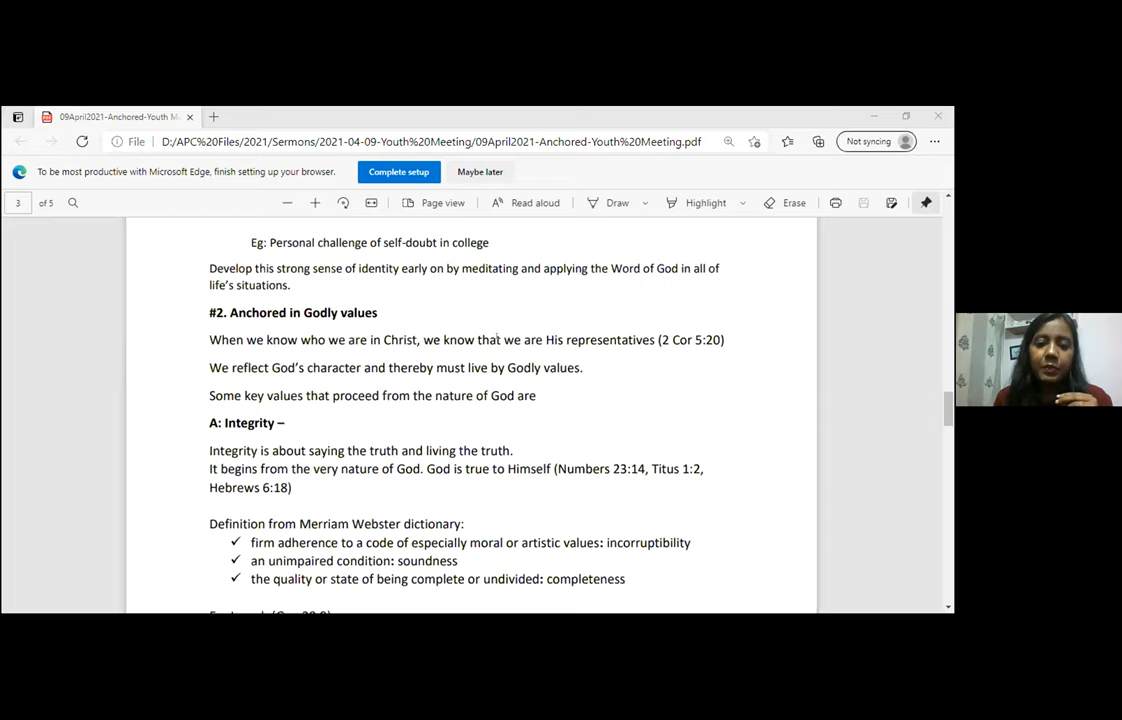 09April2021-Anchored-Youth M
File D:/APC%20Files/2021/Sermons/2021-04-09-Youth%20Meeting/09April2021-Anchored-Youth%20Meeting.pdf Not syncing
To be most productive with Microsoft Edge, finish setting up your browser. Complete setup Maybe later
3 of 5 Page view Read aloud Draw Highlight Erase
Eg: Personal challenge of self-doubt in college
Develop this strong sense of identity early on by meditating and applying the Word of God in all of
life's situations.
#2. Anchored in Godly values
When we know who we are in Christ, we know that we are His representatives (2 Cor 5:20)
We reflect God's character and thereby must live by Godly values.
Some key values that proceed from the nature of God are
A: Integrity –
Integrity is about saying the truth and living the truth.
It begins from the very nature of God. God is true to Himself (Numbers 23:14, Titus 1:2,
Hebrews 6:18)
Definition from Merriam Webster dictionary:
✓ firm adherence to a code of especially moral or artistic values: incorruptibility
✓ an unimpaired condition: soundness
✓ the quality or state of being complete or undivided: completeness